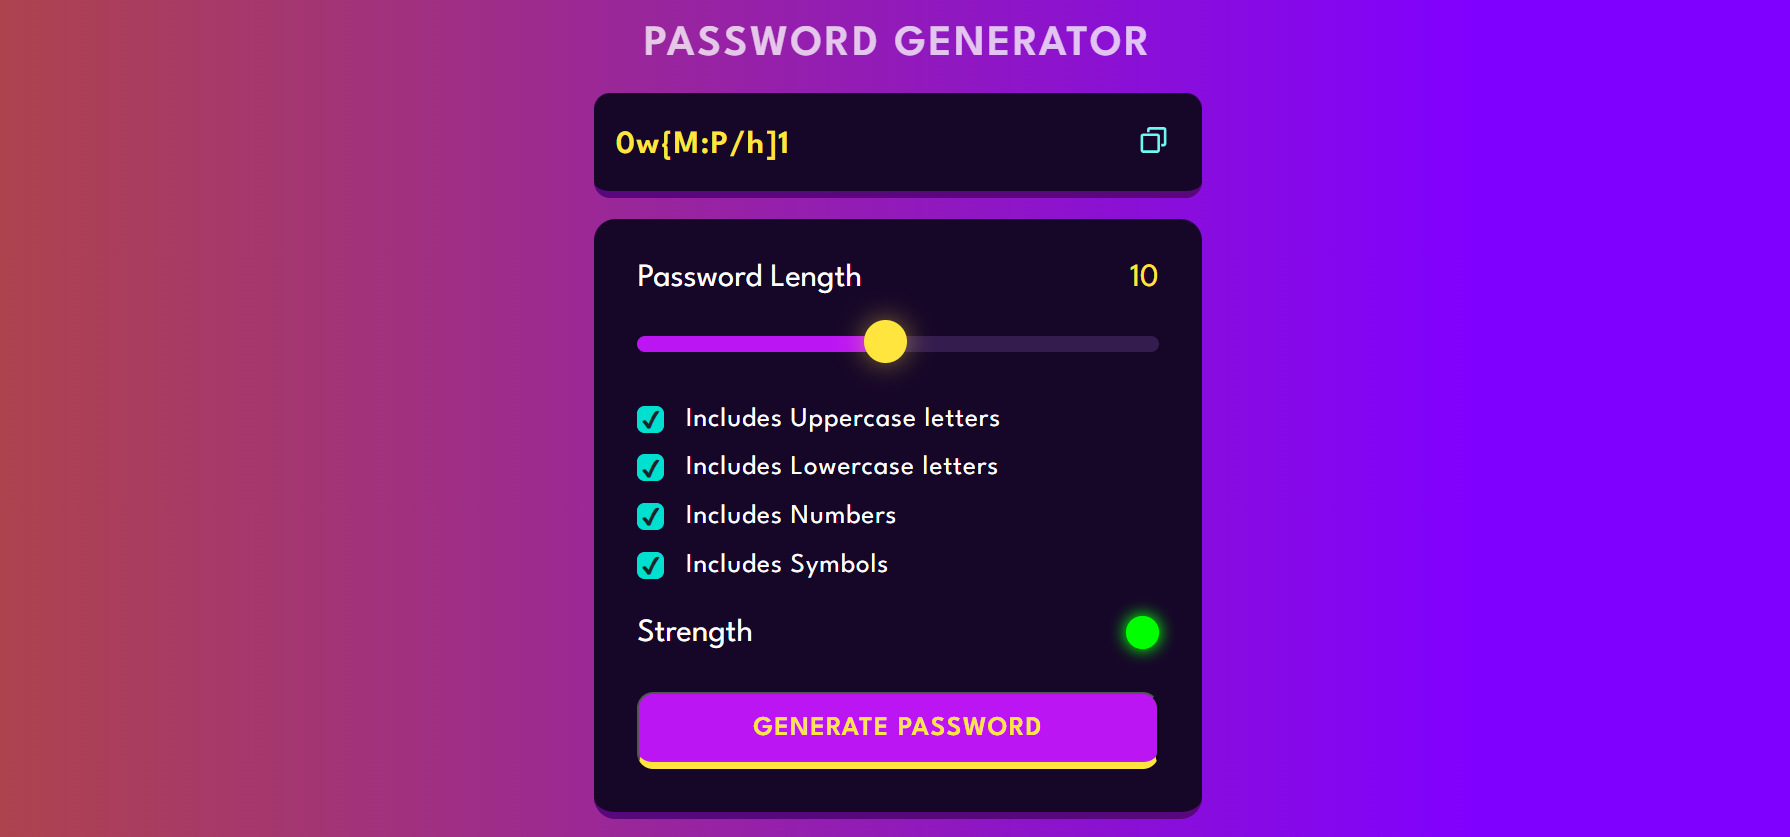 PASSWORD GENERATOR
0w{M:P/h]1
Password Length 10
Includes Uppercase letters
Includes Lowercase letters
Includes Numbers
Includes Symbols
Strength
GENERATE PASSWORD